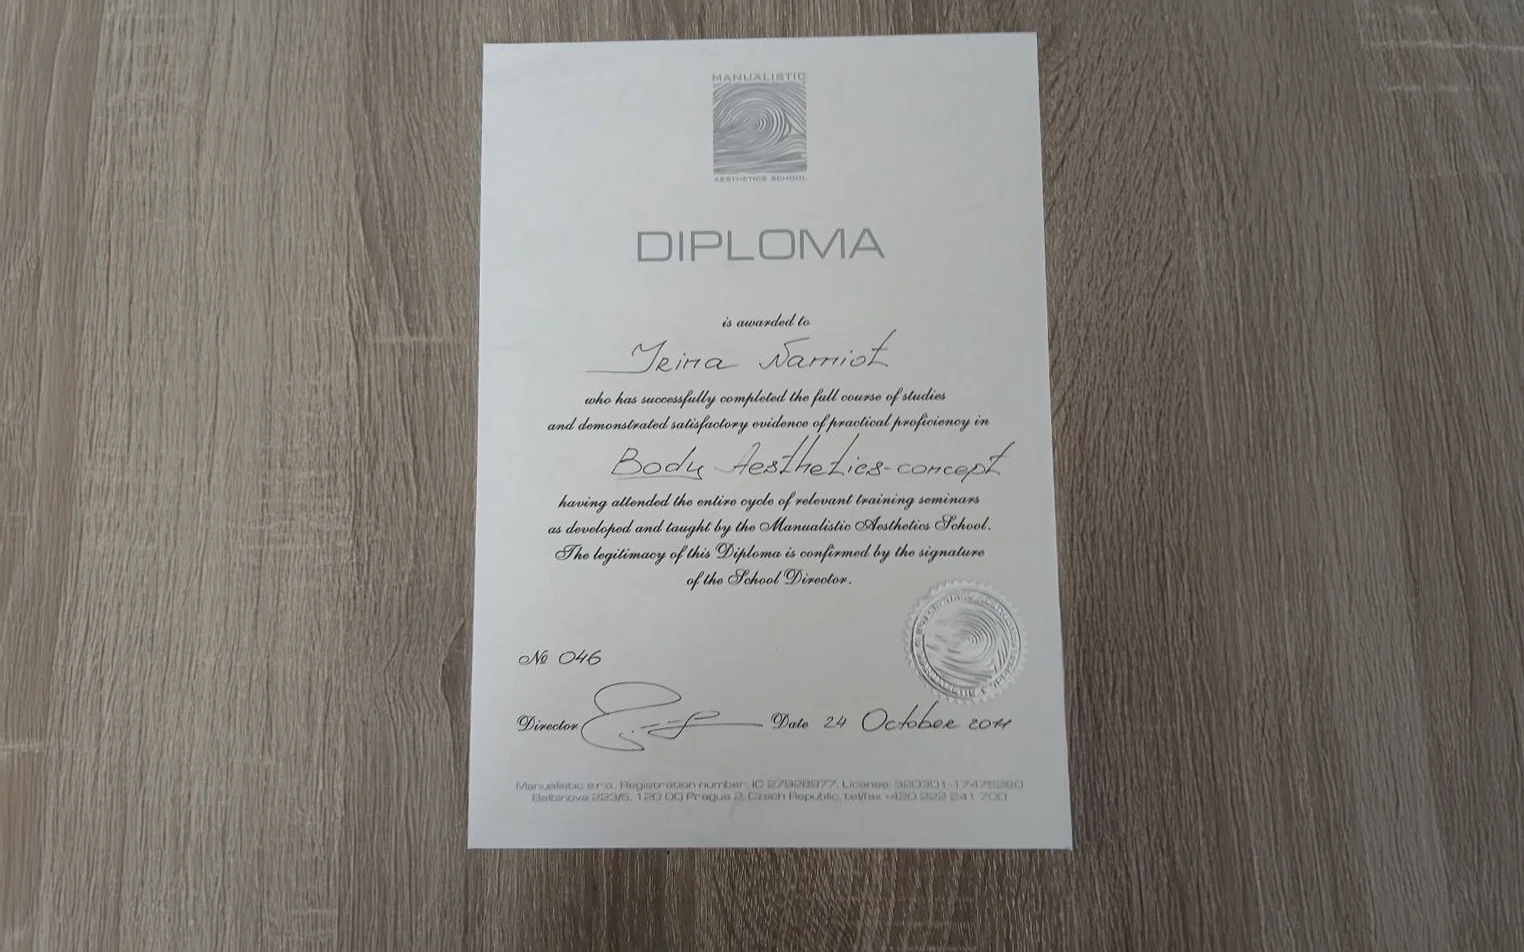 MANUALISTIC
AESTHETICS SCHOOL
DIPLOMA
is awarded to
Irina Namiot
who has successfully completed the full course of studies
and demonstrated satisfactory evidence of practical proficiency in
Body Aesthetics-concept
having attended the entire cycle of relevant training seminars
as developed and taught by the Manualistic Aesthetics School.
The legitimacy of this Diploma is confirmed by the signature
of the School Director.
№ 046
Director Date 24 October 2011
Manualistic s.r.o. Registration number: IC 27928977, License: 320301-17475280
Balbinova 223/5, 120 00 Prague 2, Czech Republic, tel/fax +420 222 241 700